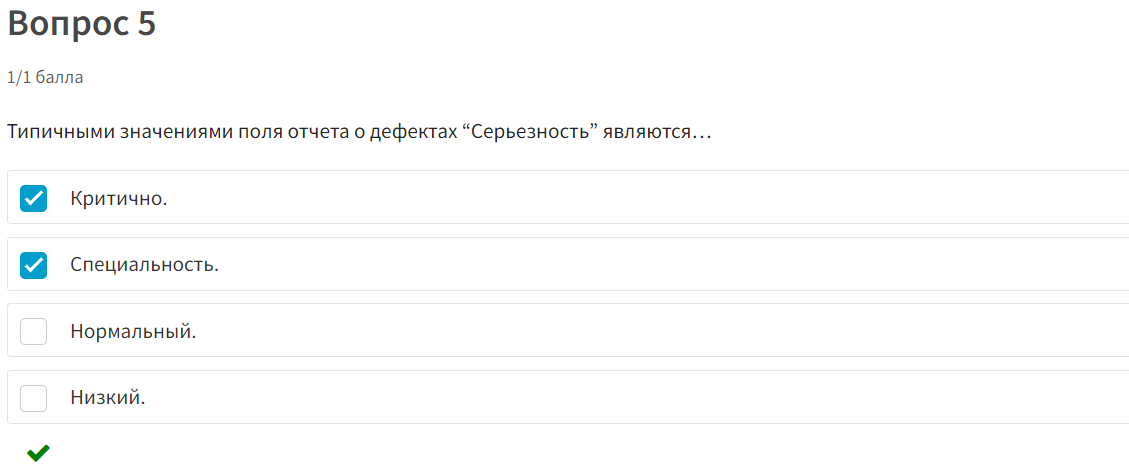 Вопрос 5
1/1 балла
Типичными значениями поля отчета о дефектах “Серьезность” являются…
Критично.
Специальность.
Нормальный.
Низкий.